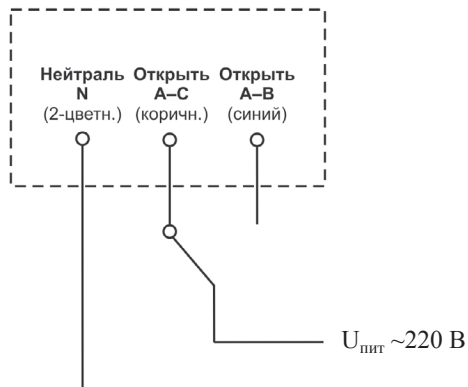 Нейтраль Открыть Открыть
N A–C A–B
(2-цветн.) (коричн.) (синий)
Uпит ~220 В